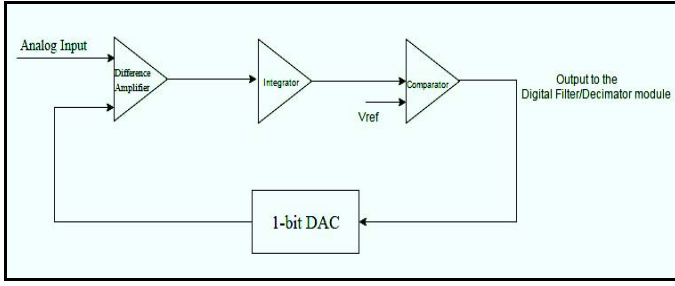 Analog Input
Difference
Amplifier
Integrator
Comparator
Vref
Output to the
Digital Filter/Decimator module
1-bit DAC